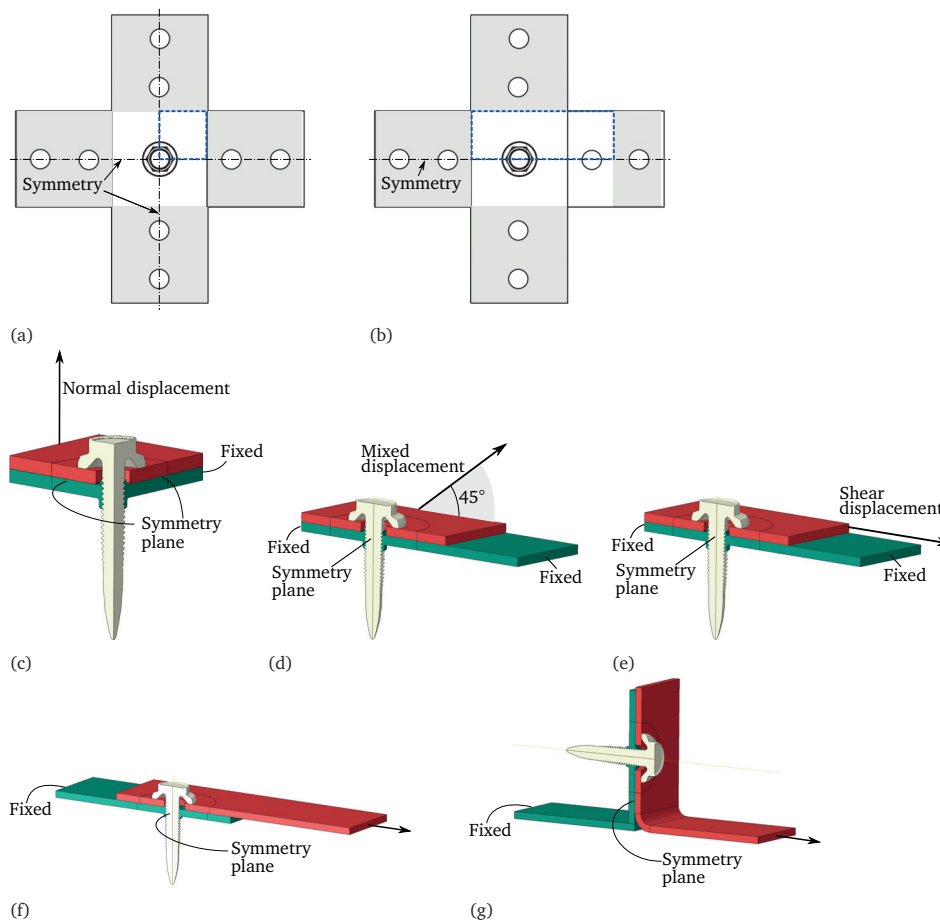 Symmetry
Symmetry
(a)
(b)
Normal displacement
Fixed
Symmetry
plane
Mixed
displacement
45°
Fixed
Symmetry
plane
Fixed
Shear
displacement
Fixed
Symmetry
plane
Fixed
(c)
(d)
(e)
Fixed
Symmetry
plane
Fixed
Symmetry
plane
(f)
(g)